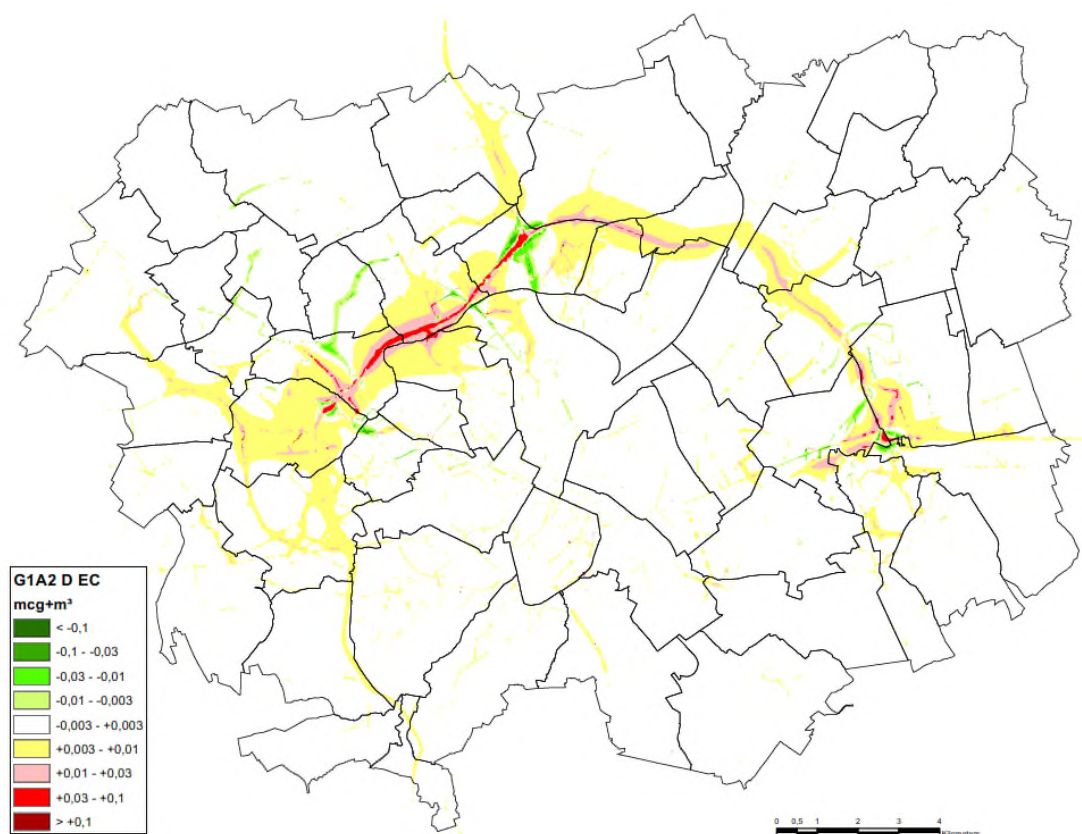 G1A2 D EC
mcg+m³
< -0,1
-0,1 - -0,03
-0,03 - -0,01
-0,01 - -0,003
-0,003 - +0,003
+0,003 - +0,01
+0,01 - +0,03
+0,03 - +0,1
> +0,1
0 0,5 1 2 3 4